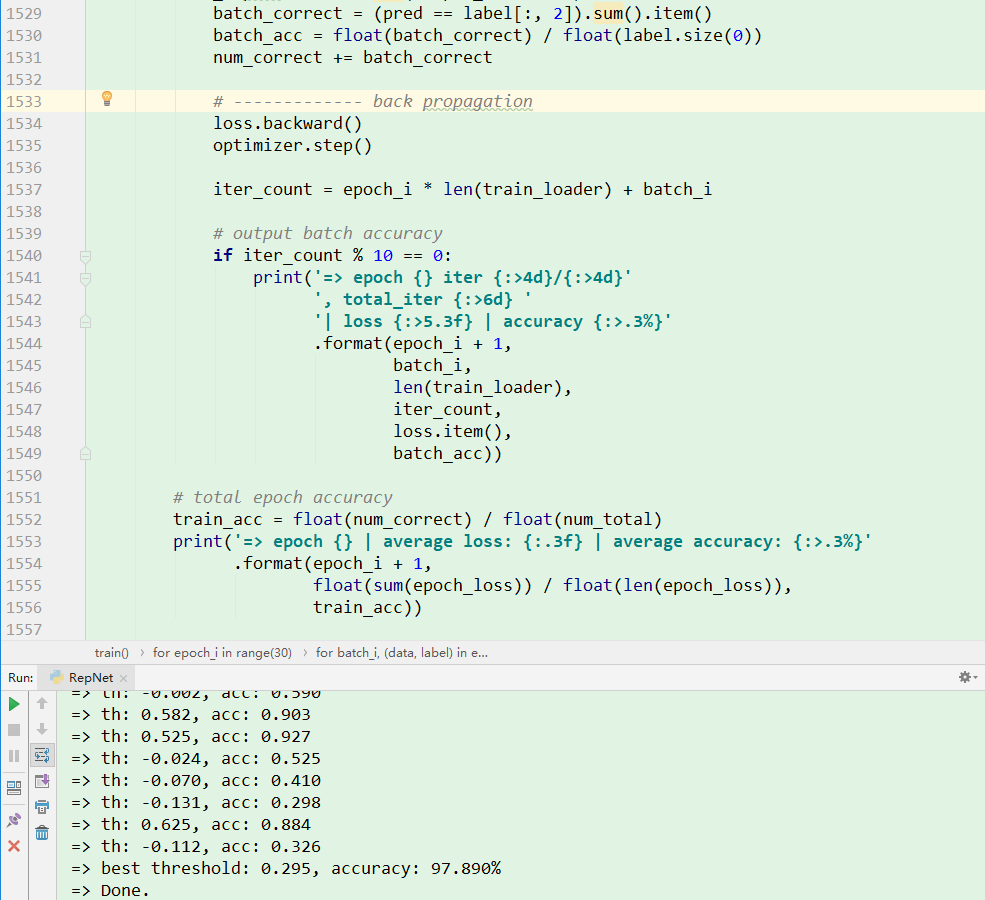 1529 batch_correct = (pred == label[:, 2]).sum().item()
1530 batch_acc = float(batch_correct) / float(label.size(0))
1531 num_correct += batch_correct
1532
1533 # ------------- back propagation
1534 loss.backward()
1535 optimizer.step()
1536
1537 iter_count = epoch_i * len(train_loader) + batch_i
1538
1539 # output batch accuracy
1540 if iter_count % 10 == 0:
1541 print('=> epoch {} iter {:>4d}/{:>4d}'
1542 ', total_iter {:>6d} '
1543 '| loss {:>5.3f} | accuracy {:>.3%}'
1544 .format(epoch_i + 1,
1545 batch_i,
1546 len(train_loader),
1547 iter_count,
1548 loss.item(),
1549 batch_acc))
1550
1551 # total epoch accuracy
1552 train_acc = float(num_correct) / float(num_total)
1553 print('=> epoch {} | average loss: {:.3f} | average accuracy: {:>.3%}'
1554 .format(epoch_i + 1,
1555 float(sum(epoch_loss)) / float(len(epoch_loss)),
1556 train_acc))
1557
train() › for epoch_i in range(30) › for batch_i, (data, label) in e...
Run: RepNet
=> th: -0.002, acc: 0.590
=> th: 0.582, acc: 0.903
=> th: 0.525, acc: 0.927
=> th: -0.024, acc: 0.525
=> th: -0.070, acc: 0.410
=> th: -0.131, acc: 0.298
=> th: 0.625, acc: 0.884
=> th: -0.112, acc: 0.326
=> best threshold: 0.295, accuracy: 97.890%
=> Done.